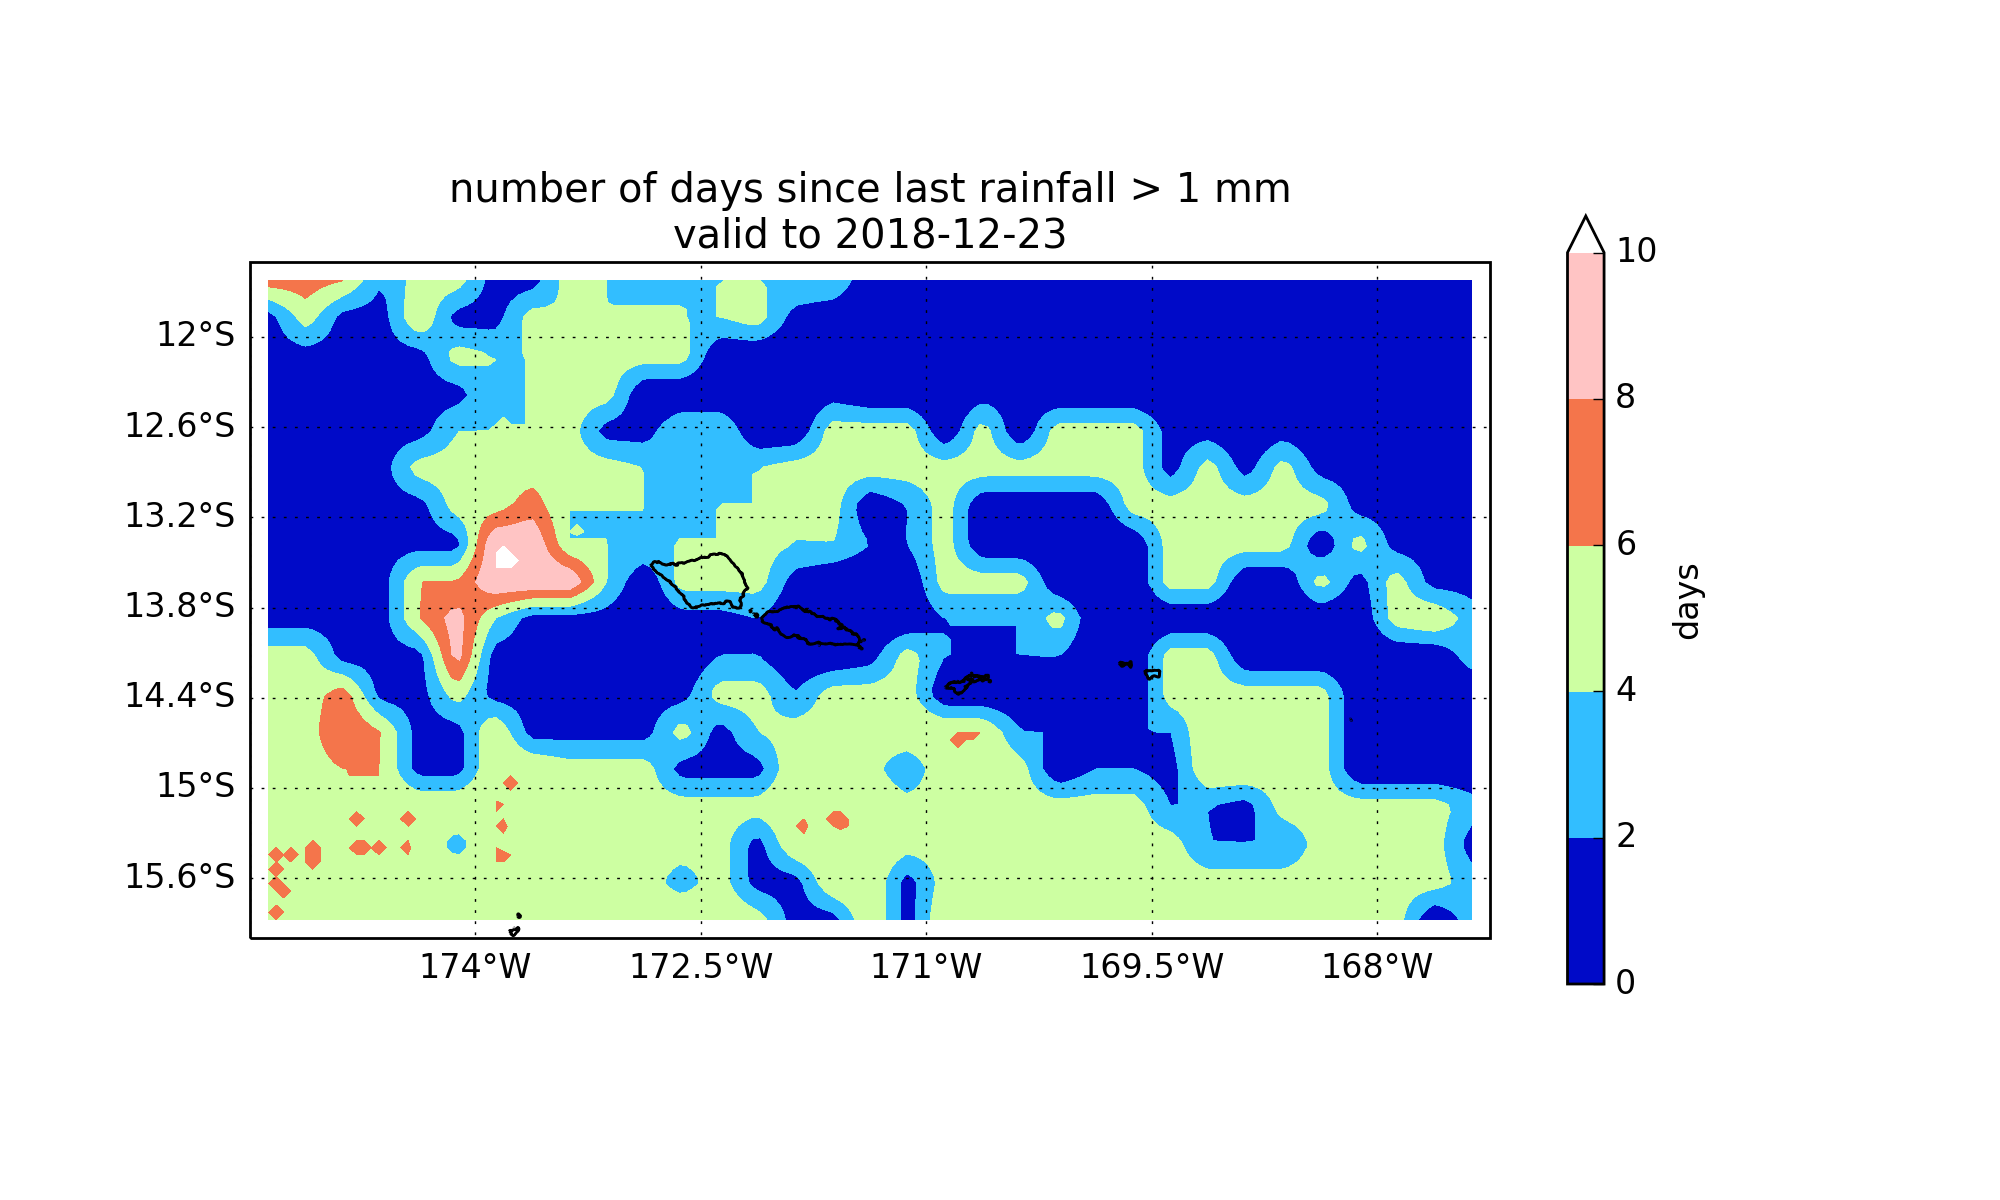 number of days since last rainfall > 1 mm
valid to 2018-12-23
12°S
12.6°S
13.2°S
13.8°S
14.4°S
15°S
15.6°S
174°W
172.5°W
171°W
169.5°W
168°W
10
8
6
4
2
0
days